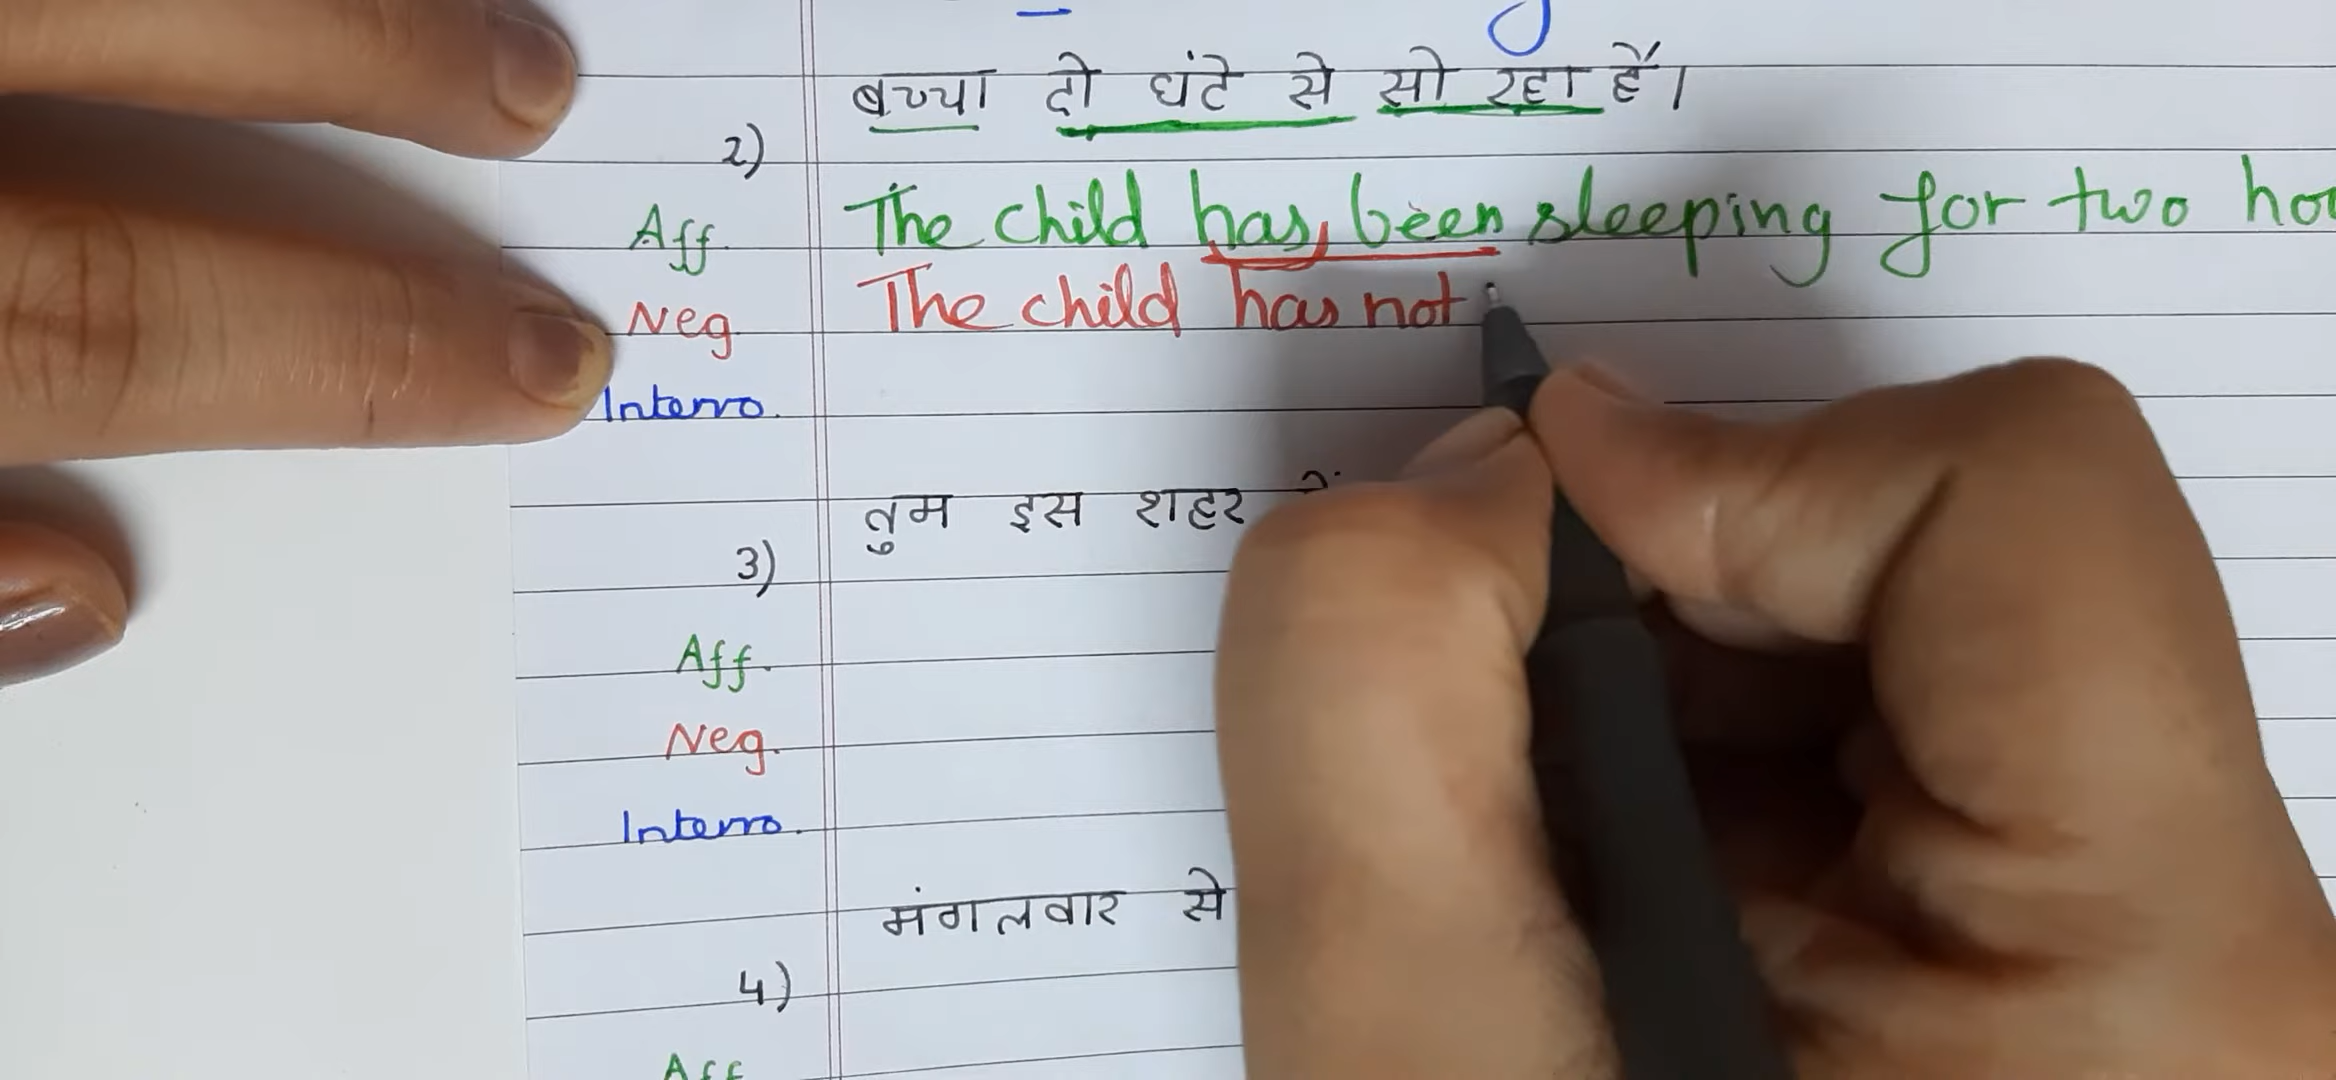 बच्चा दो घंटे से सो रहा हैं।
2)
Aff. The child has, been sleeping for two
Neg. The child has not
Interro.
तुम इस शहर में
3)
Aff.
Neg.
Interro.
मंगलवार से
4)
Aff